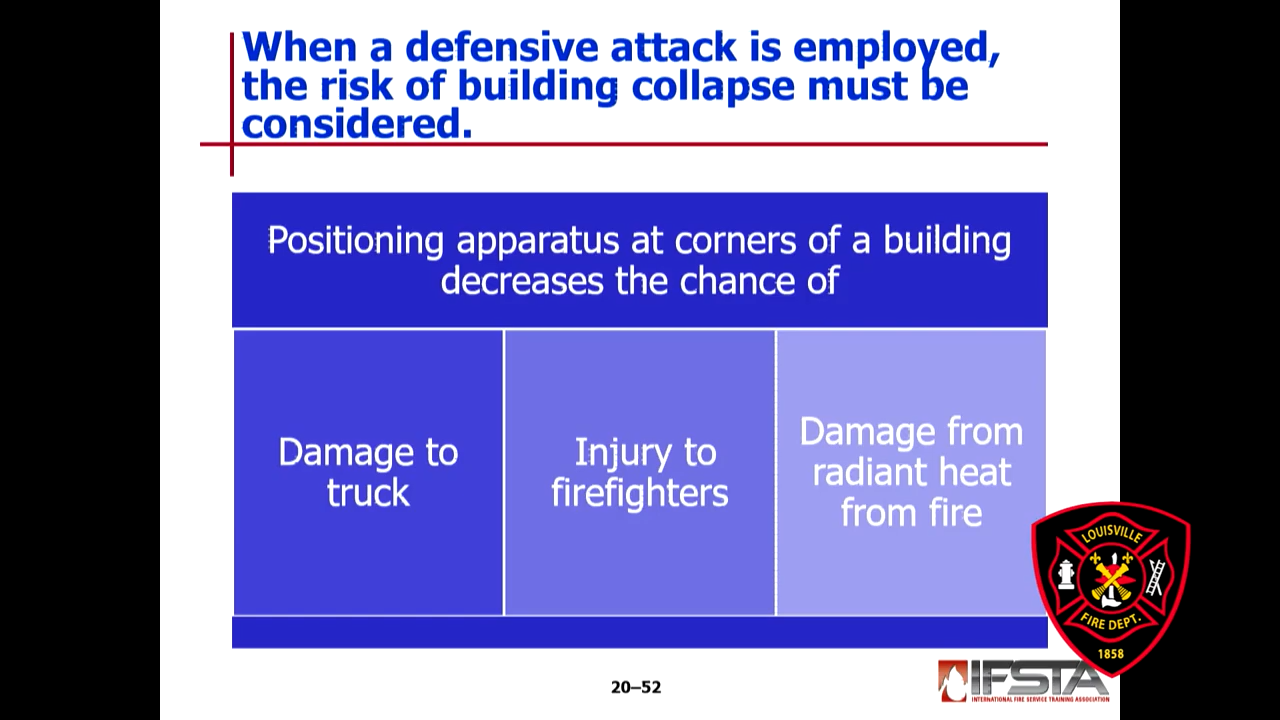 When a defensive attack is employed,
the risk of building collapse must be
considered.
Positioning apparatus at corners of a building
decreases the chance of
Damage to
truck
Injury to
firefighters
Damage from
radiant heat
from fire
LOUISVILLE
FIRE DEPT.
1858
20–52
IFSTA
INTERNATIONAL FIRE SERVICE TRAINING ASSOCIATION